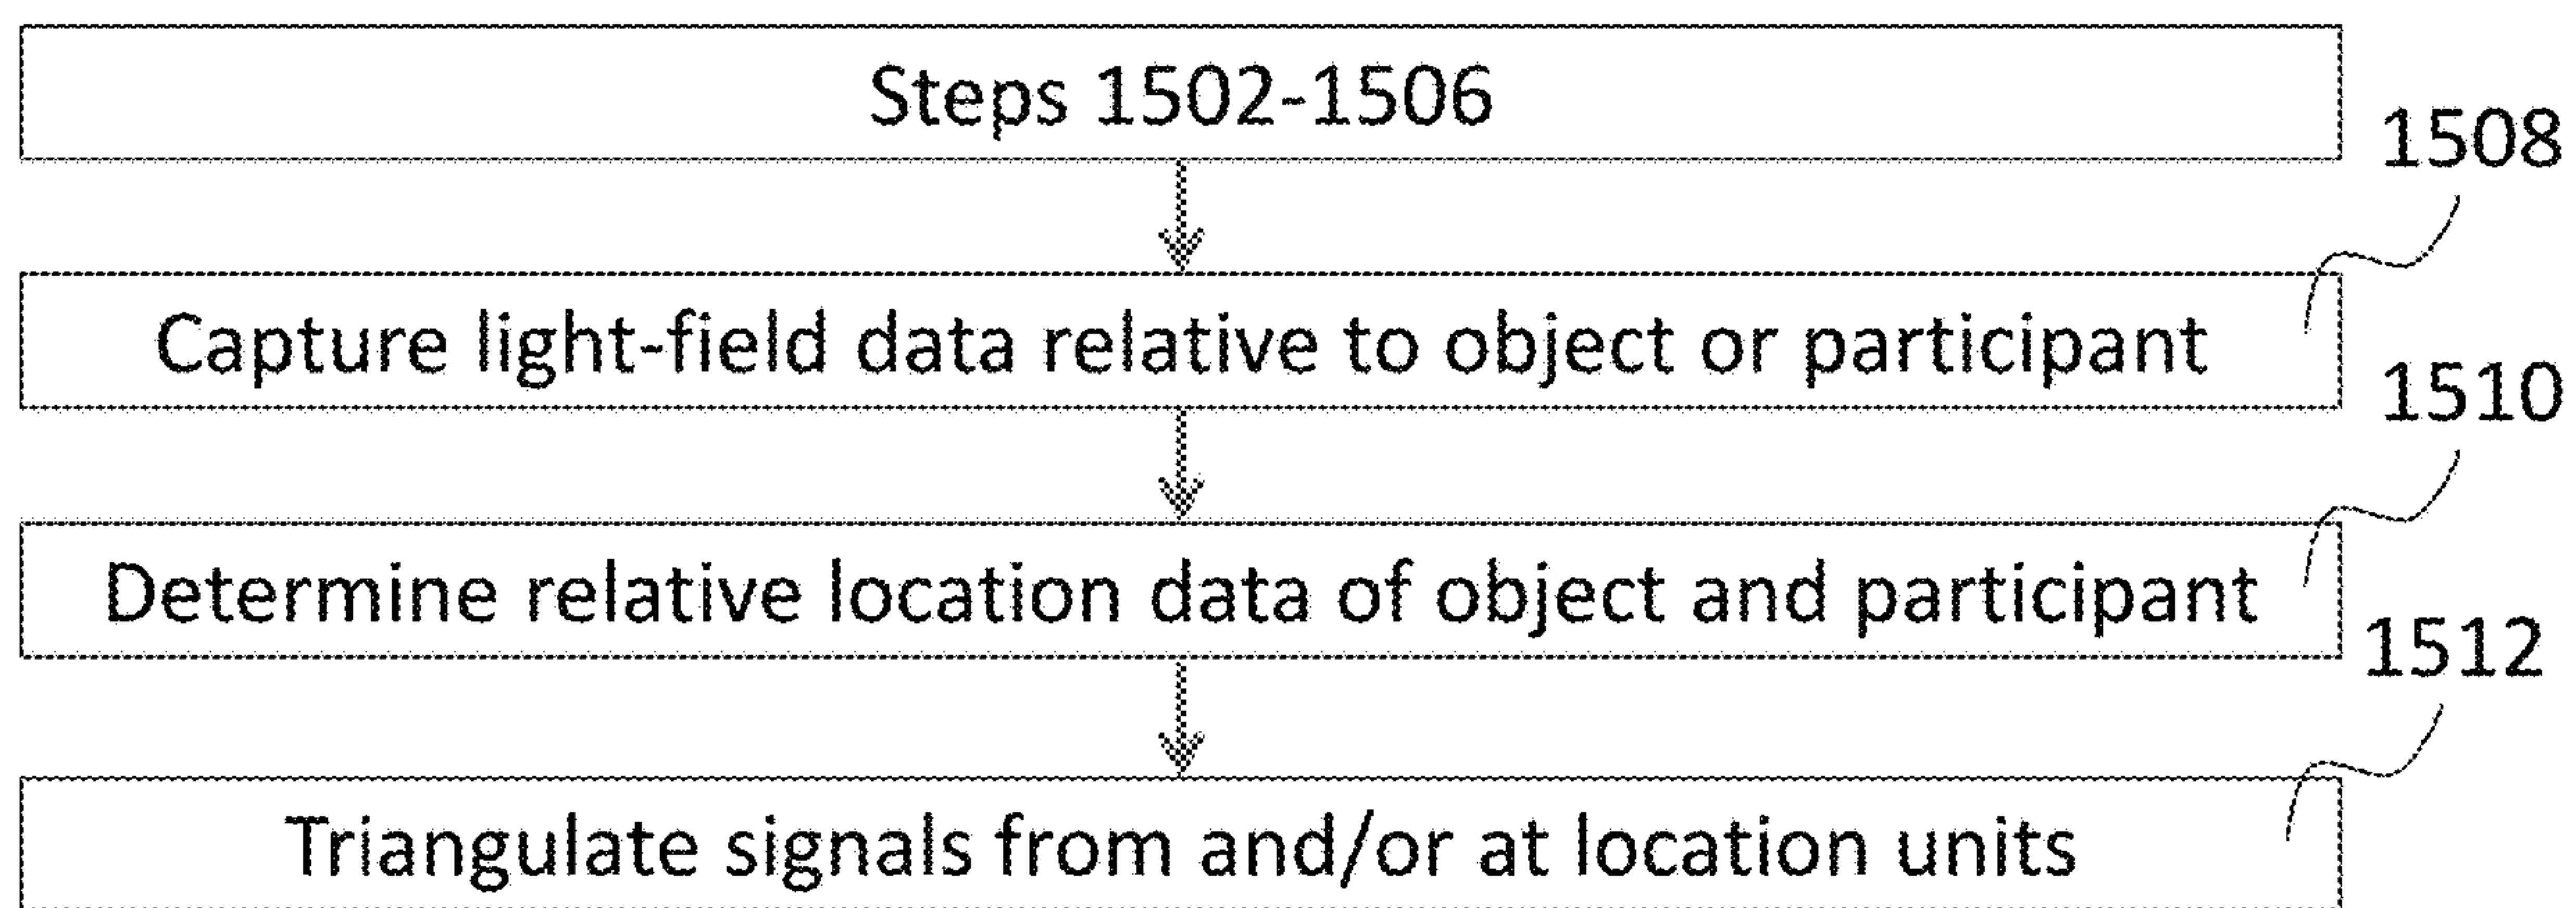 Steps 1502-1506
1508
Capture light-field data relative to object or participant
1510
Determine relative location data of object and participant
1512
Triangulate signals from and/or at location units